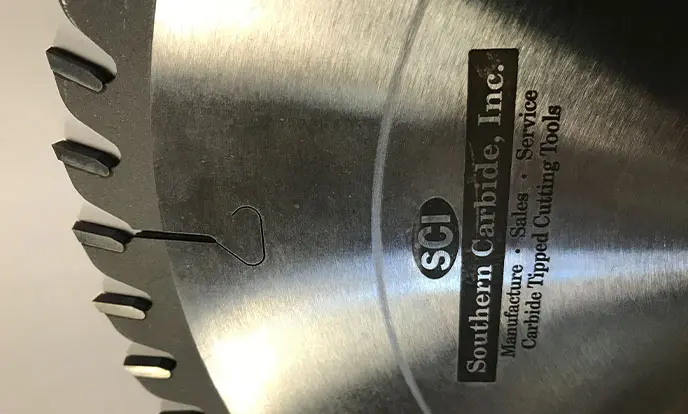 SCI
Southern Carbide, Inc.
Manufacture · Sales · Service
Carbide Tipped Cutting Tools